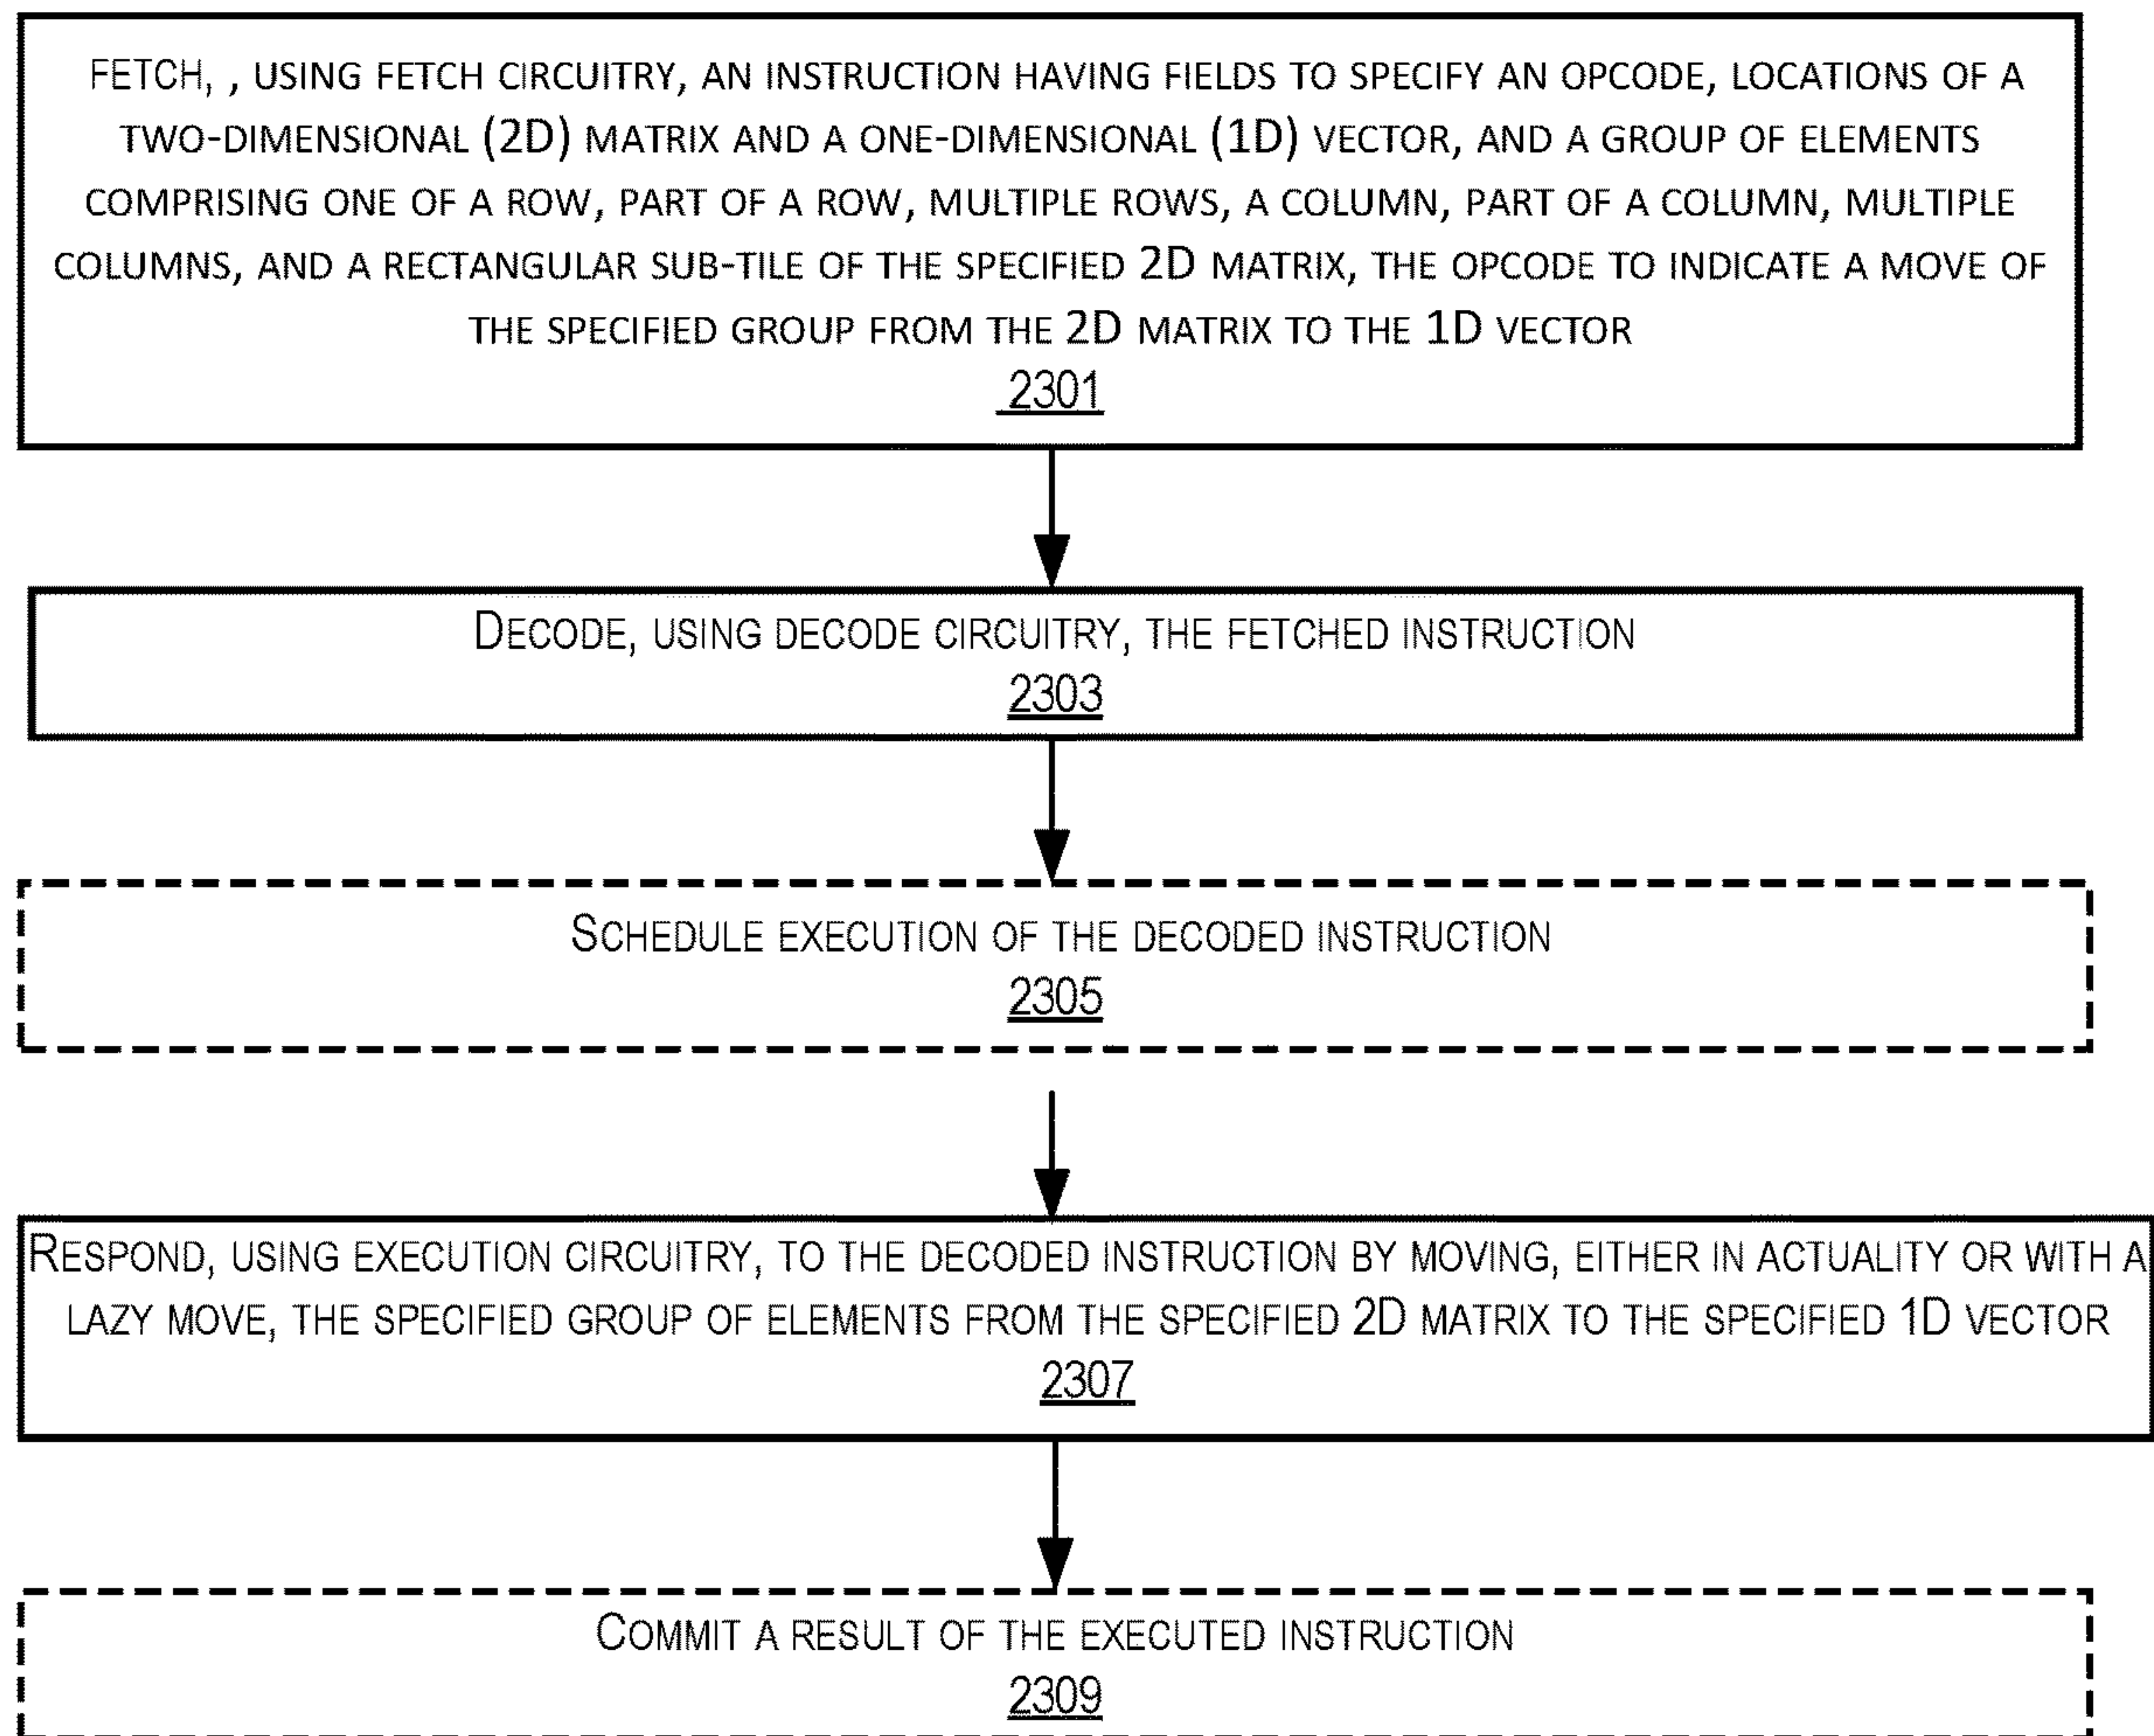 FETCH, , USING FETCH CIRCUITRY, AN INSTRUCTION HAVING FIELDS TO SPECIFY AN OPCODE, LOCATIONS OF A
TWO-DIMENSIONAL (2D) MATRIX AND A ONE-DIMENSIONAL (1D) VECTOR, AND A GROUP OF ELEMENTS
COMPRISING ONE OF A ROW, PART OF A ROW, MULTIPLE ROWS, A COLUMN, PART OF A COLUMN, MULTIPLE
COLUMNS, AND A RECTANGULAR SUB-TILE OF THE SPECIFIED 2D MATRIX, THE OPCODE TO INDICATE A MOVE OF
THE SPECIFIED GROUP FROM THE 2D MATRIX TO THE 1D VECTOR
2301
DECODE, USING DECODE CIRCUITRY, THE FETCHED INSTRUCTION
2303
SCHEDULE EXECUTION OF THE DECODED INSTRUCTION
2305
RESPOND, USING EXECUTION CIRCUITRY, TO THE DECODED INSTRUCTION BY MOVING, EITHER IN ACTUALITY OR WITH A
LAZY MOVE, THE SPECIFIED GROUP OF ELEMENTS FROM THE SPECIFIED 2D MATRIX TO THE SPECIFIED 1D VECTOR
2307
COMMIT A RESULT OF THE EXECUTED INSTRUCTION
2309